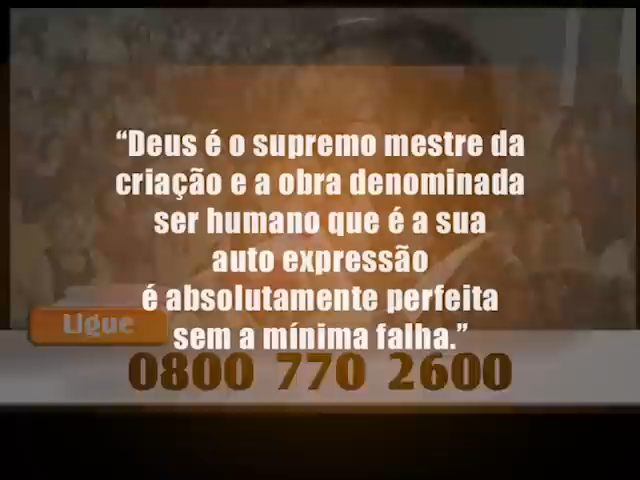 “Deus é o supremo mestre da
criação e a obra denominada
ser humano que é a sua
auto expressão
é absolutamente perfeita
sem a mínima falha.”
Ligue
0800 770 2600